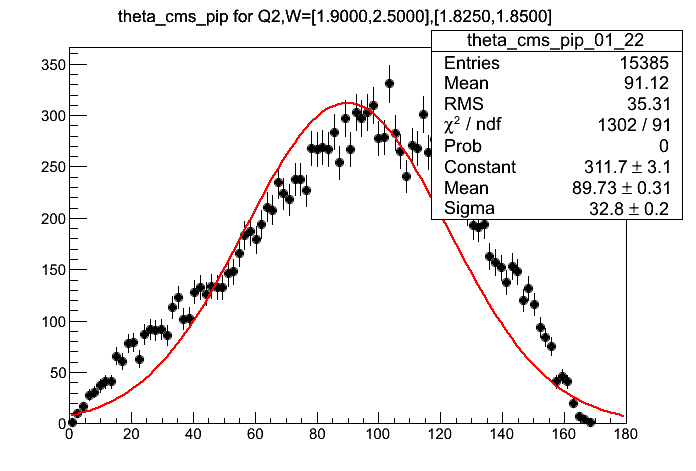 theta_cms_pip for Q2,W=[1.9000,2.5000],[1.8250,1.8500]
theta_cms_pip_01_22
Entries 15385
Mean 91.12
RMS 35.31
χ² / ndf 1302 / 91
Prob 0
Constant 311.7 ± 3.1
Mean 89.73 ± 0.31
Sigma 32.8 ± 0.2
350
300
250
200
150
100
50
0
0 20 40 60 80 100 120 140 160 180